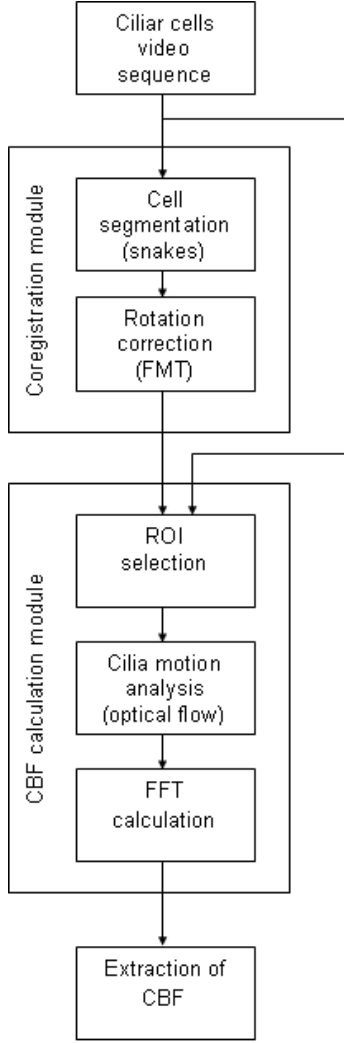 Ciliar cells
video
sequence
Coregistration module
Cell
segmentation
(snakes)
Rotation
correction
(FMT)
CBF calculation module
ROI
selection
Cilia motion
analysis
(optical flow)
FFT
calculation
Extraction of
CBF